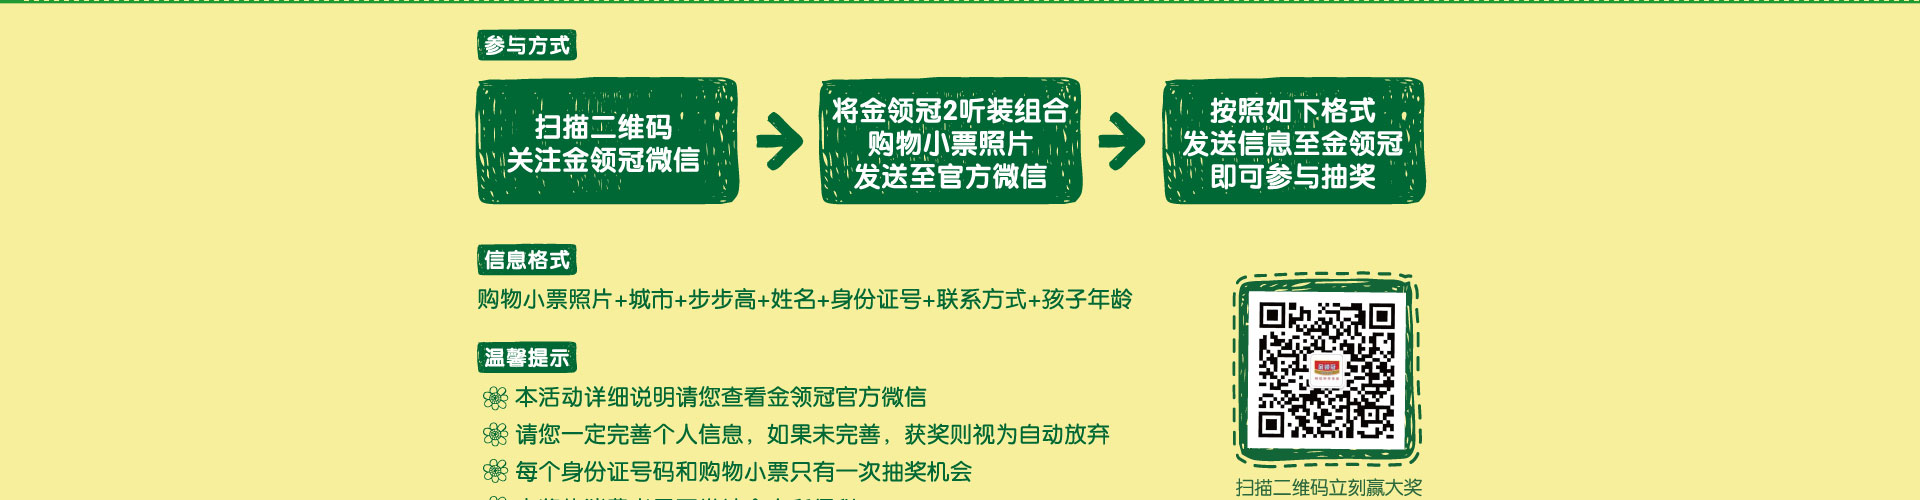 参与方式
扫描二维码
关注金领冠微信
将金领冠2听装组合
购物小票照片
发送至官方微信
按照如下格式
发送信息至金领冠
即可参与抽奖
信息格式
购物小票照片+城市+步步高+姓名+身份证号+联系方式+孩子年龄
温馨提示
本活动详细说明请您查看金领冠官方微信
请您一定完善个人信息，如果未完善，获奖则视为自动放弃
每个身份证号码和购物小票只有一次抽奖机会
金领冠
扫描二维码立刻赢大奖